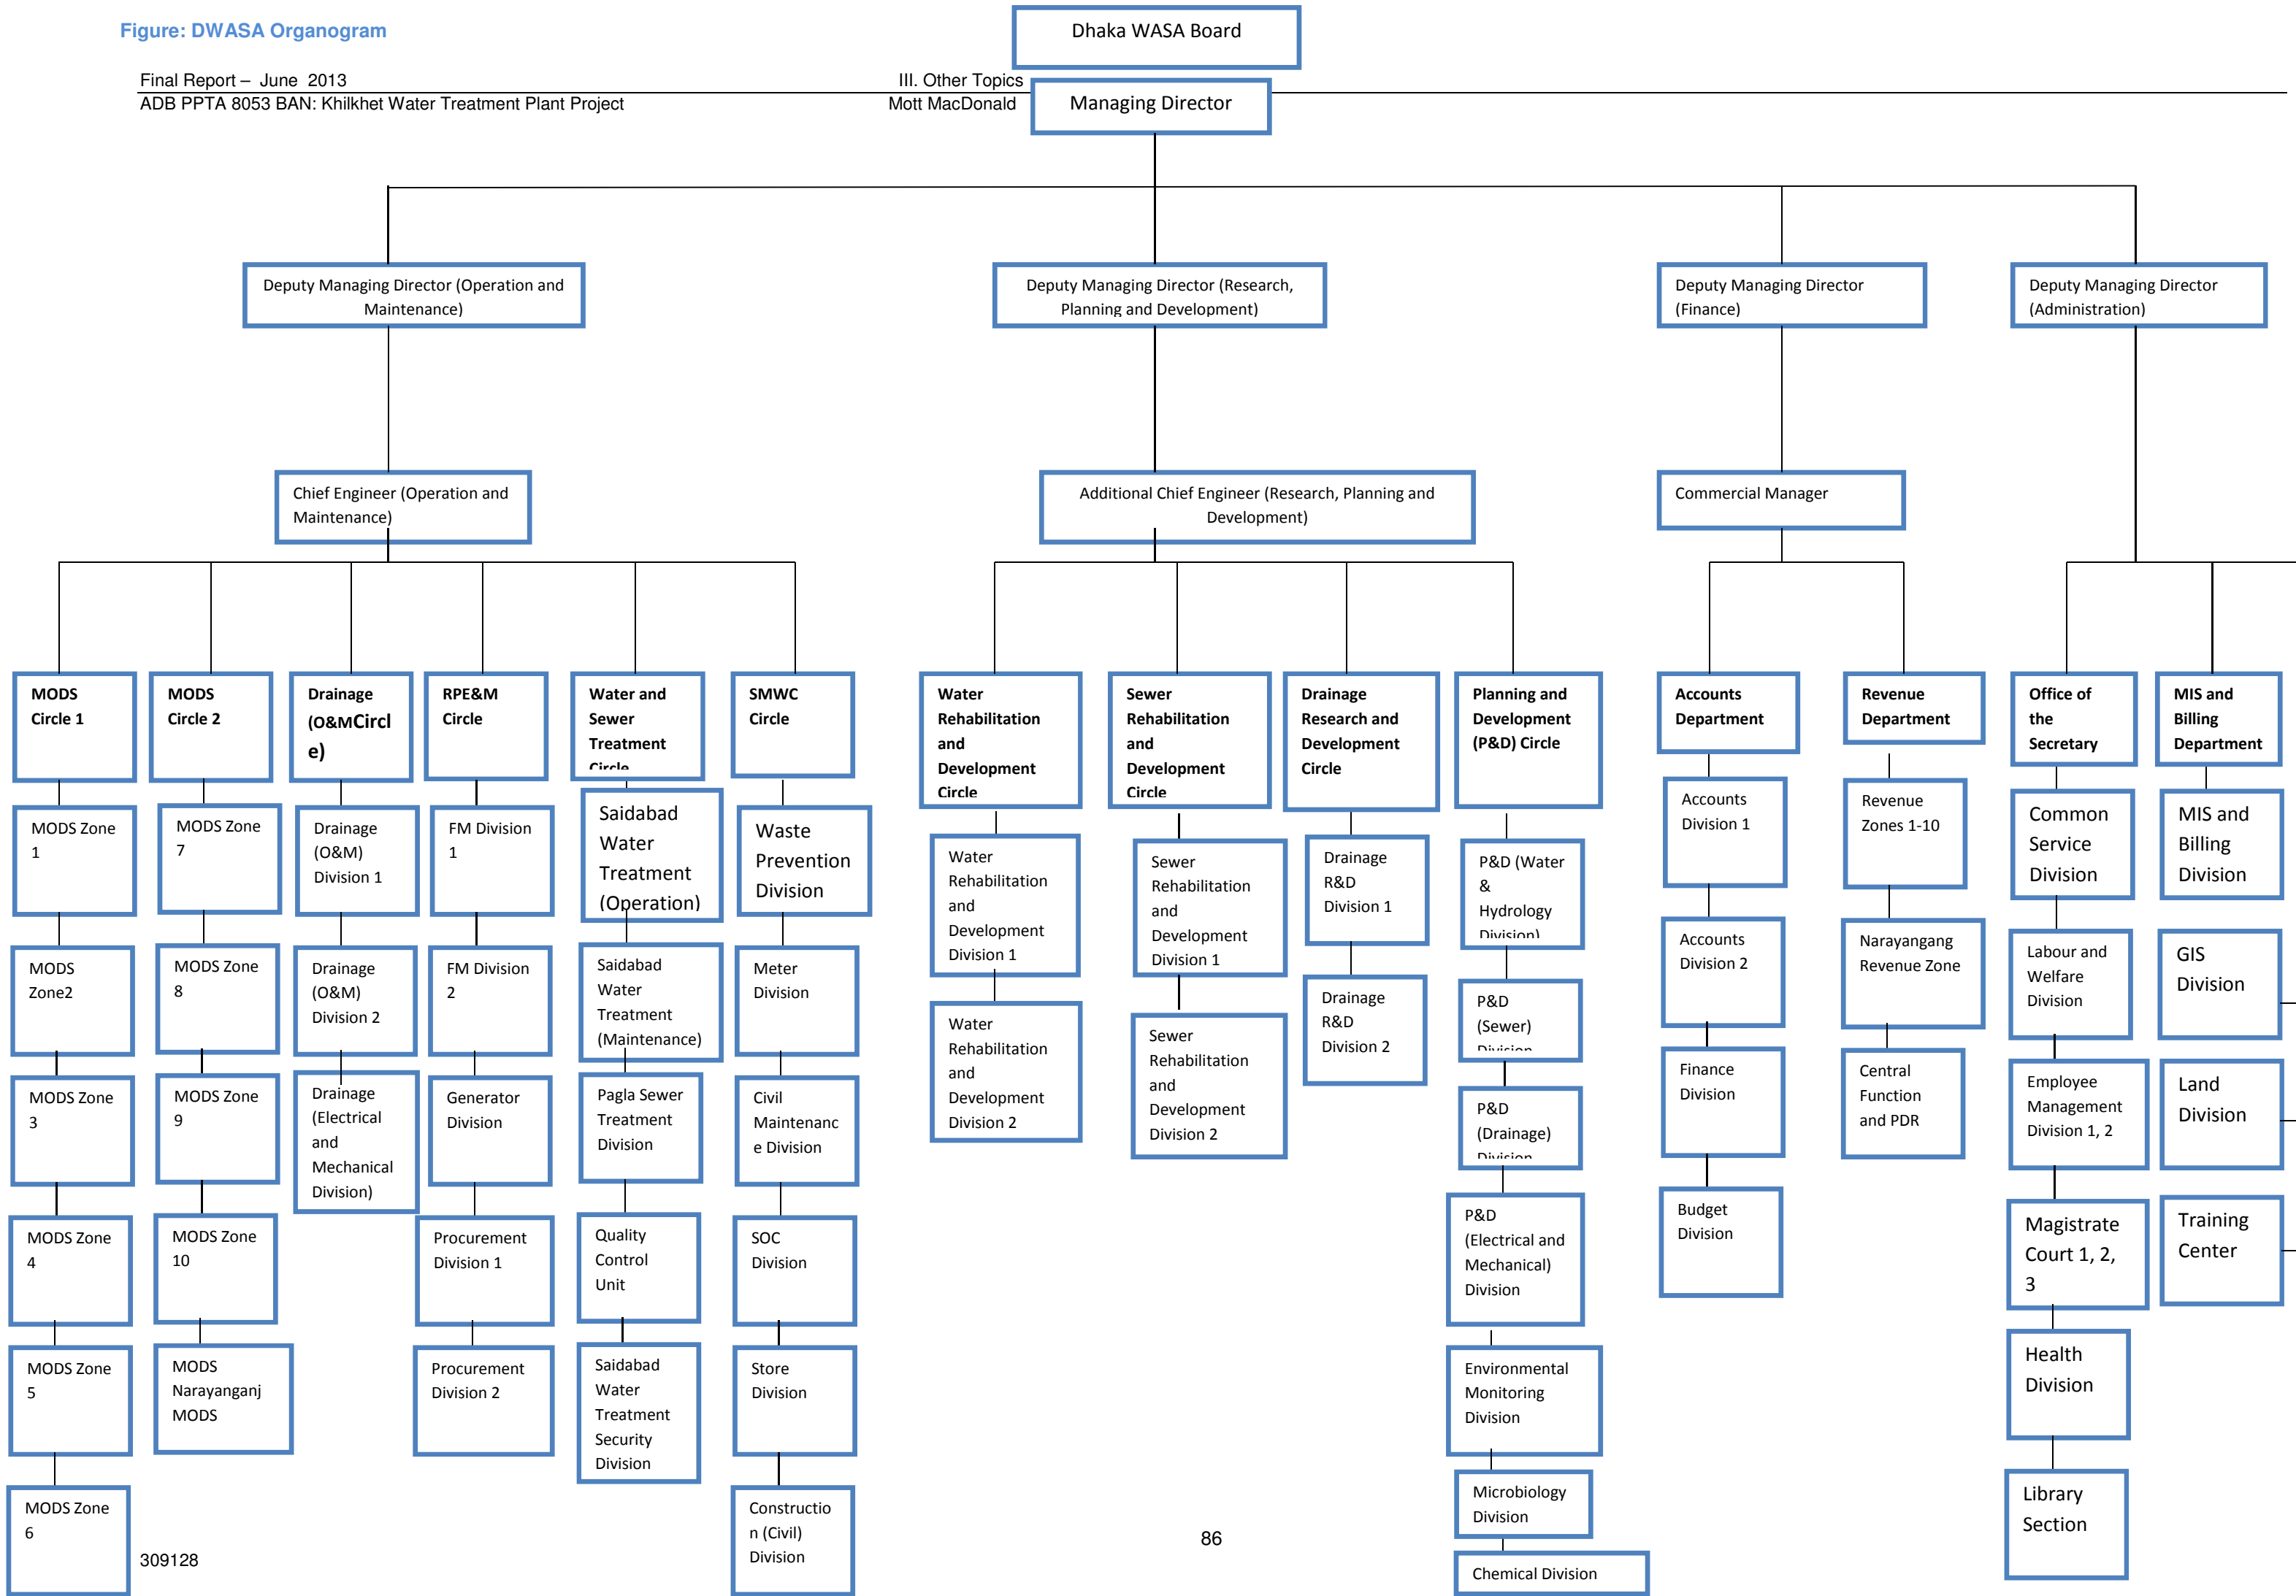 Figure: DWASA Organogram
Dhaka WASA Board
Final Report – June 2013
III. Other Topics
ADB PPTA 8053 BAN: Khilkhet Water Treatment Plant Project
Mott MacDonald
Managing Director
Deputy Managing Director (Operation and
Maintenance)
Deputy Managing Director (Research,
Planning and Development)
Deputy Managing Director
(Finance)
Deputy Managing Director
(Administration)
Chief Engineer (Operation and
Maintenance)
Additional Chief Engineer (Research, Planning and
Development)
Commercial Manager
MODS
Circle 1
MODS Zone
1
MODS
Zone2
MODS Zone
3
MODS Zone
4
MODS Zone
5
MODS Zone
6
MODS
Circle 2
MODS Zone
7
MODS Zone
8
MODS Zone
9
MODS Zone
10
MODS
Narayanganj
MODS
Drainage
(O&MCircl
e)
Drainage
(O&M)
Division 1
Drainage
(O&M)
Division 2
Drainage
(Electrical
and
Mechanical
Division)
RPE&M
Circle
FM Division
1
FM Division
2
Generator
Division
Procurement
Division 1
Procurement
Division 2
Water and
Sewer
Treatment
Circle
Saidabad
Water
Treatment
(Operation)
Saidabad
Water
Treatment
(Maintenance)
Pagla Sewer
Treatment
Division
Quality
Control
Unit
Saidabad
Water
Treatment
Security
Division
SMWC
Circle
Waste
Prevention
Division
Meter
Division
Civil
Maintenanc
e Division
SOC
Division
Store
Division
Constructio
n (Civil)
Division
Water
Rehabilitation
and
Development
Circle
Water
Rehabilitation
and
Development
Division 1
Water
Rehabilitation
and
Development
Division 2
Sewer
Rehabilitation
and
Development
Circle
Sewer
Rehabilitation
and
Development
Division 1
Sewer
Rehabilitation
and
Development
Division 2
Drainage
Research and
Development
Circle
Drainage
R&D
Division 1
Drainage
R&D
Division 2
Planning and
Development
(P&D) Circle
P&D (Water
&
Hydrology
Division)
P&D
(Sewer)
Division
P&D
(Drainage)
Division
P&D
(Electrical and
Mechanical)
Division
Environmental
Monitoring
Division
Microbiology
Division
Chemical Division
Accounts
Department
Accounts
Division 1
Accounts
Division 2
Finance
Division
Budget
Division
Revenue
Department
Revenue
Zones 1-10
Narayangang
Revenue Zone
Central
Function
and PDR
Office of
the
Secretary
Common
Service
Division
Labour and
Welfare
Division
Employee
Management
Division 1, 2
Magistrate
Court 1, 2,
3
Health
Division
Library
Section
MIS and
Billing
Department
MIS and
Billing
Division
GIS
Division
Land
Division
Training
Center
309128
86